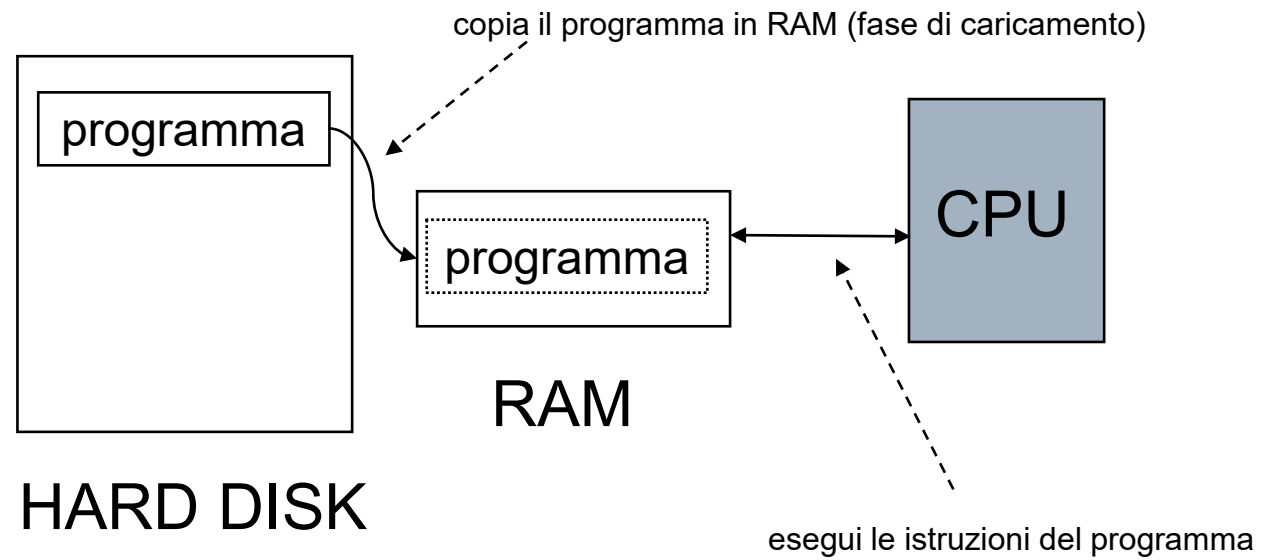 copia il programma in RAM (fase di caricamento)
programma
programma
CPU
RAM
HARD DISK
esegui le istruzioni del programma